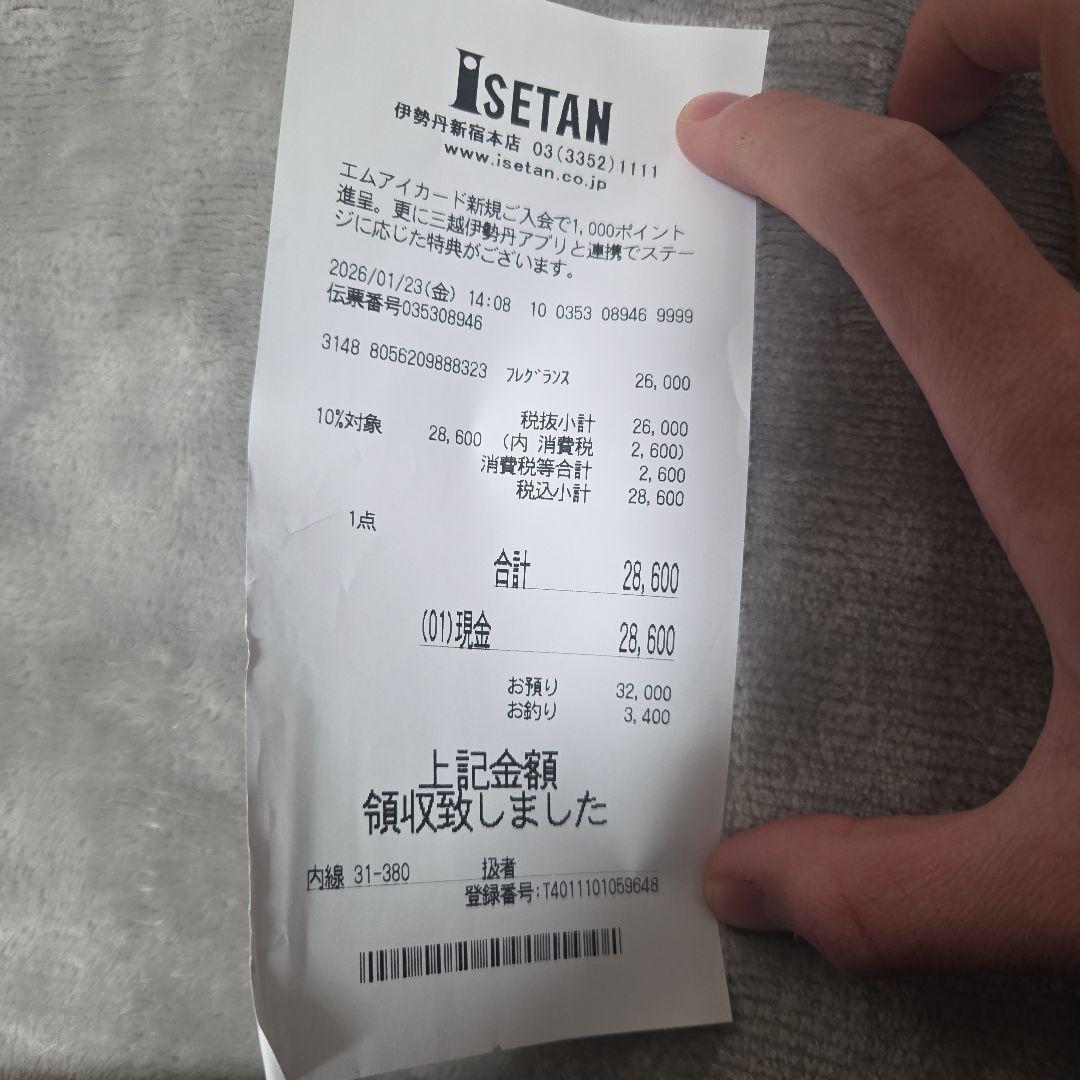 ISETAN
伊勢丹新宿本店 03(3352)1111
www.isetan.co.jp
エムアイカード新規ご入会で1,000ポイント
進呈。更に三越伊勢丹アプリと連携でステー
ジに応じた特典がございます。
2026/01/23(金) 14:08 10 0353 08946 9999
伝票番号035308946
3148 8056209888323 フレグランス 26,000
税抜小計 26,000
10%対象 28,600 (内 消費税 2,600)
消費税等合計 2,600
税込小計 28,600
1点
合計 28,600
(01)現金 28,600
お預り 32,000
お釣り 3,400
上記金額
領収致しました
内線 31-380 扱者
登録番号:T4011101059648